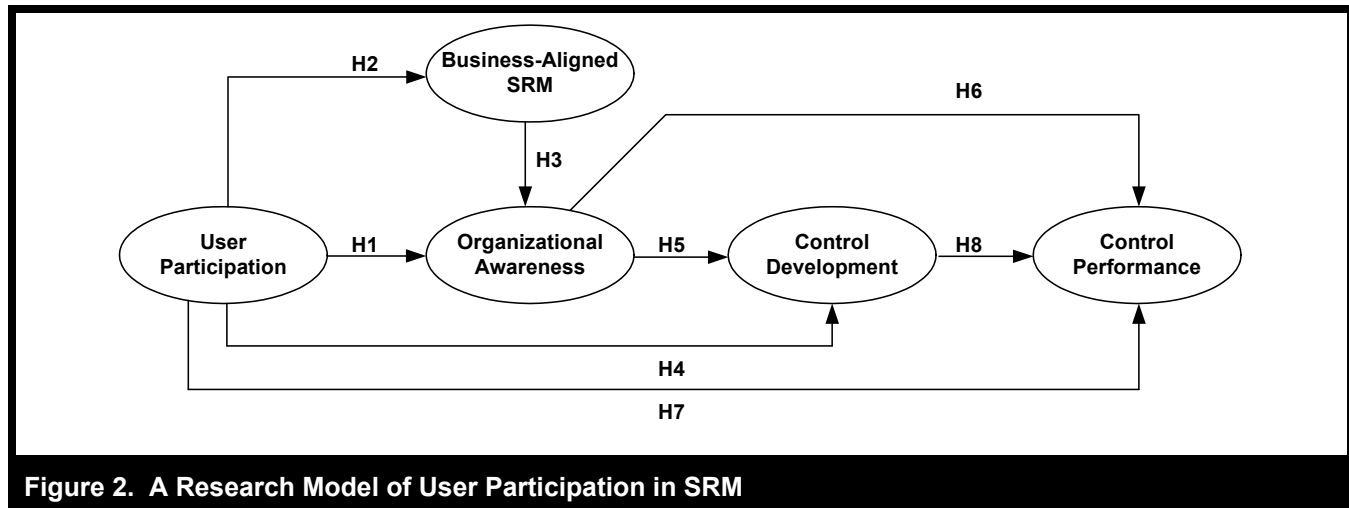 H2
Business-Aligned
SRM
H6
H3
User
Participation
H1
Organizational
Awareness
H5
Control
Development
H8
Control
Performance
H4
H7
Figure 2. A Research Model of User Participation in SRM